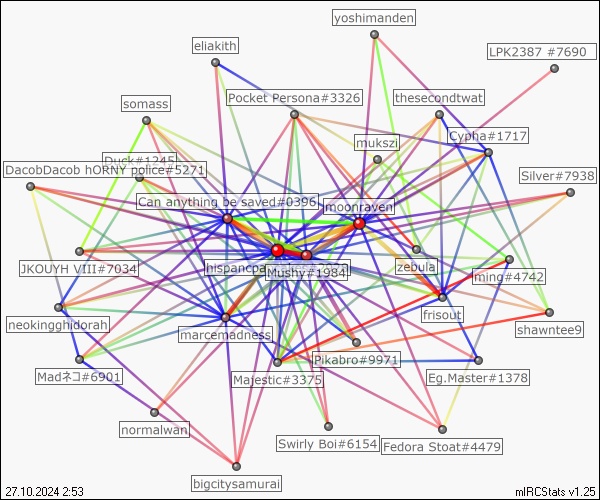 yoshimanden
eliakith
LPK2387 #7690
Pocket Persona#3326
thesecondtwat
somass
Cypha#1717
mukszi
Duck#1245
DacobDacob hORNY police#5271
Silver#7938
Can anything be saved#0396
moonraven
JKOUYH VIII#7034
hispancpa
Mushy#1984
zebula
ming#4742
neokingghidorah
marcemadness
frisout
shawntee9
Pikabro#9971
Madネコ#6901
Majestic#3375
Eg.Master#1378
normalwan
Swirly Boi#6154
Fedora Stoat#4479
bigcitysamurai
27.10.2024 2:53
mIRCStats v1.25